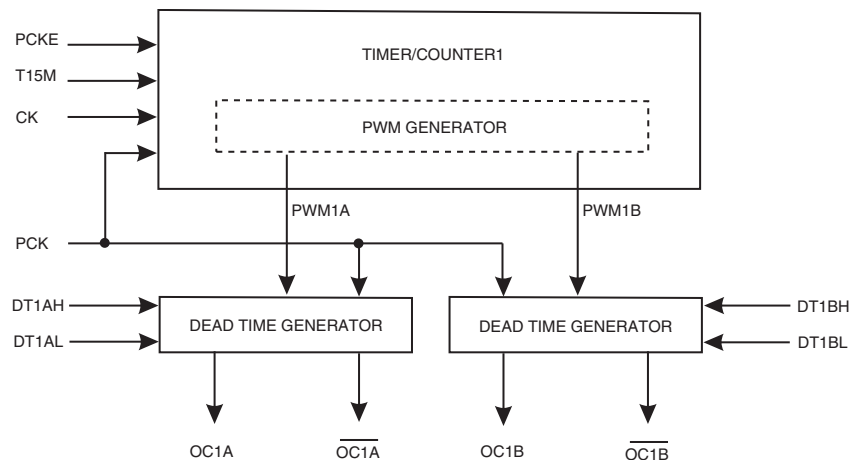 PCKE
TIMER/COUNTER1
T15M
CK
PWM GENERATOR
PWM1A
PWM1B
PCK
DT1AH
DT1BH
DEAD TIME GENERATOR
DEAD TIME GENERATOR
DT1AL
DT1BL
OC1A
OC1A
OC1B
OC1B